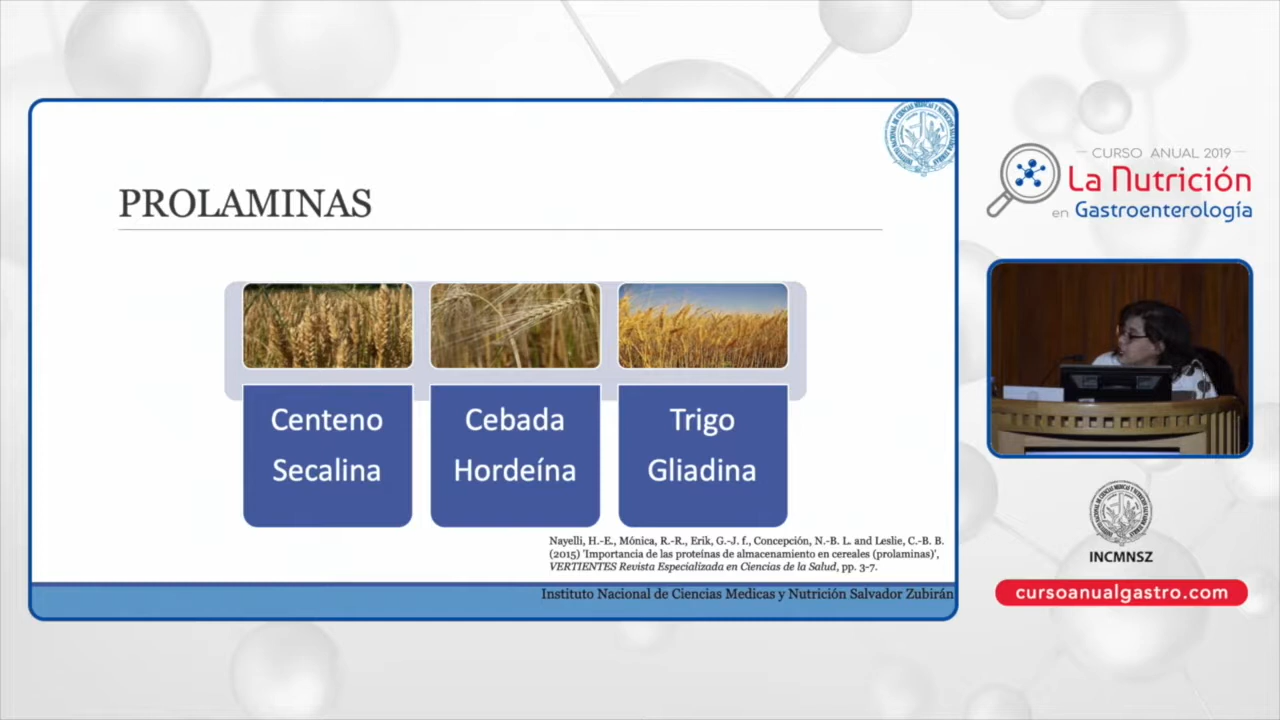 PROLAMINAS
Centeno
Secalina
Cebada
Hordeína
Trigo
Gliadina
Nayelli, H.-E., Mónica, R.-R., Erik, G.-J. f., Concepción, N.-B. L. and Leslie, C.-B. B.
(2015) 'Importancia de las proteínas de almacenamiento en cereales (prolaminas)',
VERTIENTES Revista Especializada en Ciencias de la Salud, pp. 3-7.
Instituto Nacional de Ciencias Medicas y Nutrición Salvador Zubirán
CURSO ANUAL 2019
La Nutrición
en Gastroenterología
INCMNSZ
cursoanualgastro.com